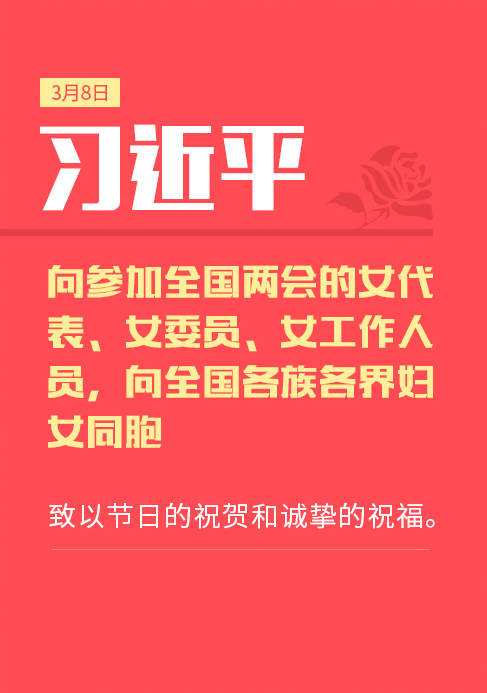 3月8日
习近平
向参加全国两会的女代
表、女委员、女工作人
员，向全国各族各界妇
女同胞
致以节日的祝贺和诚挚的祝福。